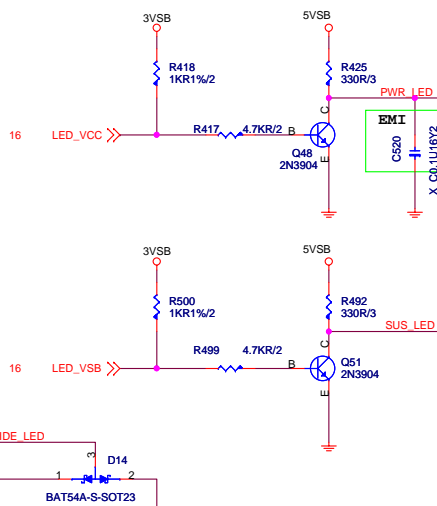 3VSB
5VSB
R418
1KR1%/2
R425
330R/3
PWR_LED
16
LED_VCC
R417
4.7KR/2
B
C
E
Q48
2N3904
EMI
C520
X_C0.1U16Y2
3VSB
5VSB
R500
1KR1%/2
R492
330R/3
SUS_LED
16
LED_VSB
R499
4.7KR/2
B
C
E
Q51
2N3904
IDE_LED
3
D14
1
2
BAT54A-S-SOT23